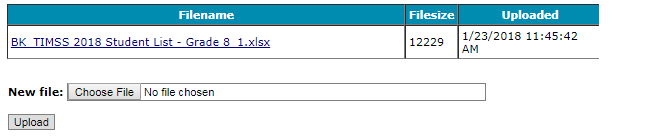 Filename Filesize Uploaded
BK_TIMSS 2018 Student List - Grade 8_1.xlsx 12229 1/23/2018 11:45:42
AM
New file: Choose File No file chosen
Upload